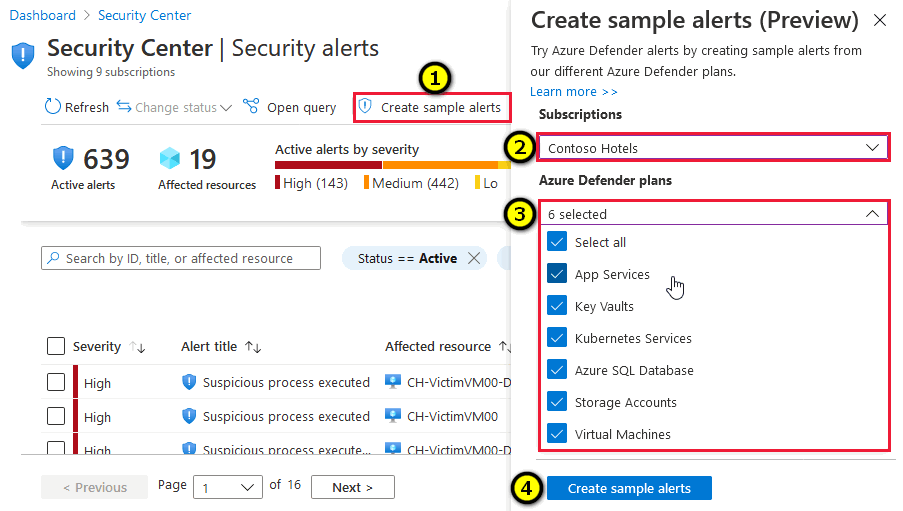 Dashboard > Security Center
Security Center | Security alerts
Showing 9 subscriptions
1
Refresh Change status Open query Create sample alerts
639
Active alerts
19
Affected resources
Active alerts by severity
High (143) Medium (442) Lo
Search by ID, title, or affected resource
Status == Active
Severity Alert title Affected resource
High Suspicious process executed CH-VictimVM00-D
High Suspicious process executed CH-VictimVM00
High Suspicious process execute... CH-VictimVM00-D
< Previous Page 1 of 16 Next >
Create sample alerts (Preview)
Try Azure Defender alerts by creating sample alerts from
our different Azure Defender plans.
Learn more >>
Subscriptions
2 Contoso Hotels
Azure Defender plans
3 6 selected
Select all
App Services
Key Vaults
Kubernetes Services
Azure SQL Database
Storage Accounts
Virtual Machines
4 Create sample alerts